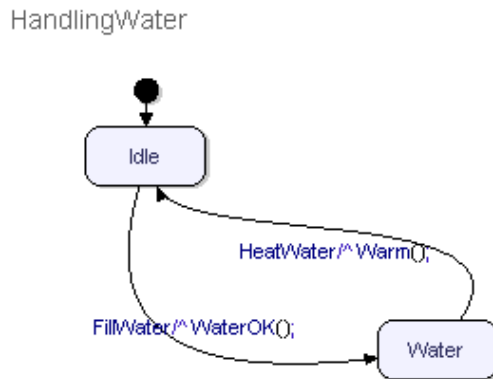 HandlingWater
Idle
HeatWater/^Warm();
FillWater/^WaterOK();
Water